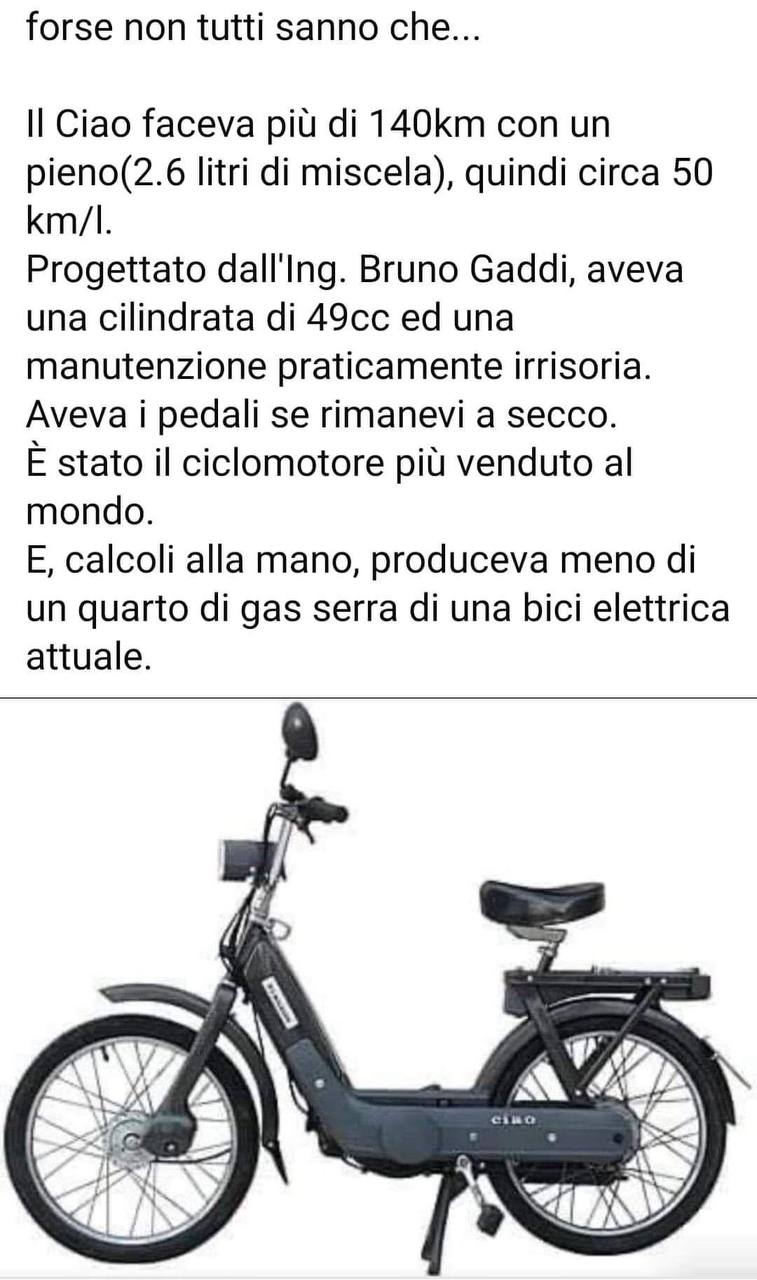 forse non tutti sanno che...
Il Ciao faceva più di 140km con un
pieno(2.6 litri di miscela), quindi circa 50
km/l.
Progettato dall'Ing. Bruno Gaddi, aveva
una cilindrata di 49cc ed una
manutenzione praticamente irrisoria.
Aveva i pedali se rimanevi a secco.
È stato il ciclomotore più venduto al
mondo.
E, calcoli alla mano, produceva meno di
un quarto di gas serra di una bici elettrica
attuale.
ciao